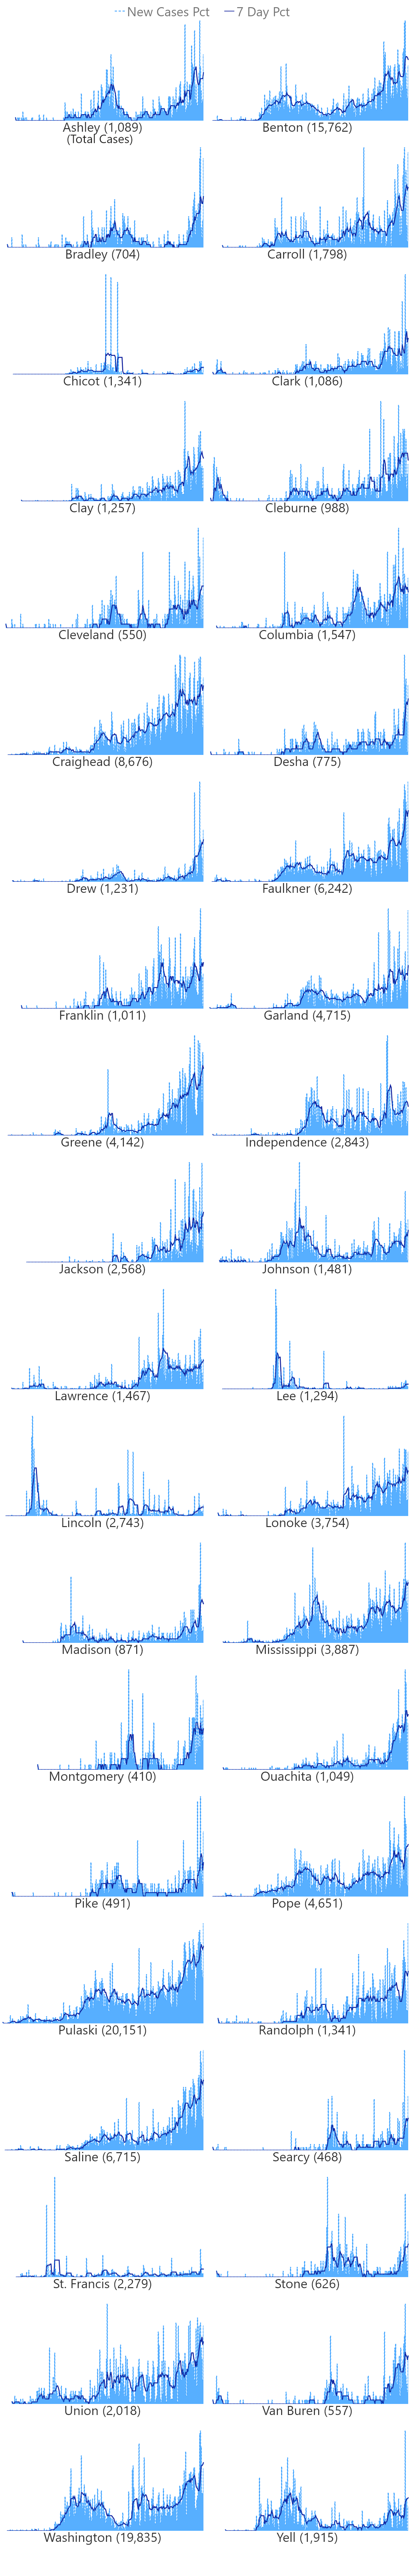 New Cases Pct 7 Day Pct
Ashley (1,089) Benton (15,762)
(Total Cases)
Bradley (704) Carroll (1,798)
Chicot (1,341) Clark (1,086)
Clay (1,257) Cleburne (988)
Cleveland (550) Columbia (1,547)
Craighead (8,676) Desha (775)
Drew (1,231) Faulkner (6,242)
Franklin (1,011) Garland (4,715)
Greene (4,142) Independence (2,843)
Jackson (2,568) Johnson (1,481)
Lawrence (1,467) Lee (1,294)
Lincoln (2,743) Lonoke (3,754)
Madison (871) Mississippi (3,887)
Montgomery (410) Ouachita (1,049)
Pike (491) Pope (4,651)
Pulaski (20,151) Randolph (1,341)
Saline (6,715) Searcy (468)
St. Francis (2,279) Stone (626)
Union (2,018) Van Buren (557)
Washington (19,835) Yell (1,915)